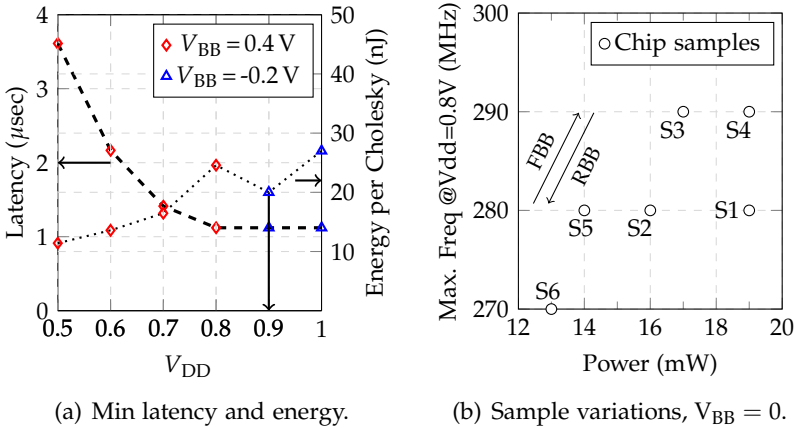 4
3
2
1
0
Latency (μsec)
50
40
30
27
20
10
Energy per Cholesky (nJ)
V_BB = 0.4 V
V_BB = -0.2 V
0.5 0.6 0.7 0.8 0.9 1
V_DD
(a) Min latency and energy.
300
290
280
270
Max. Freq @Vdd=0.8V (MHz)
Chip samples
FBB
RBB
S3 S4
S5 S2 S1
S6
12 14 16 18 20
Power (mW)
(b) Sample variations, V_BB = 0.